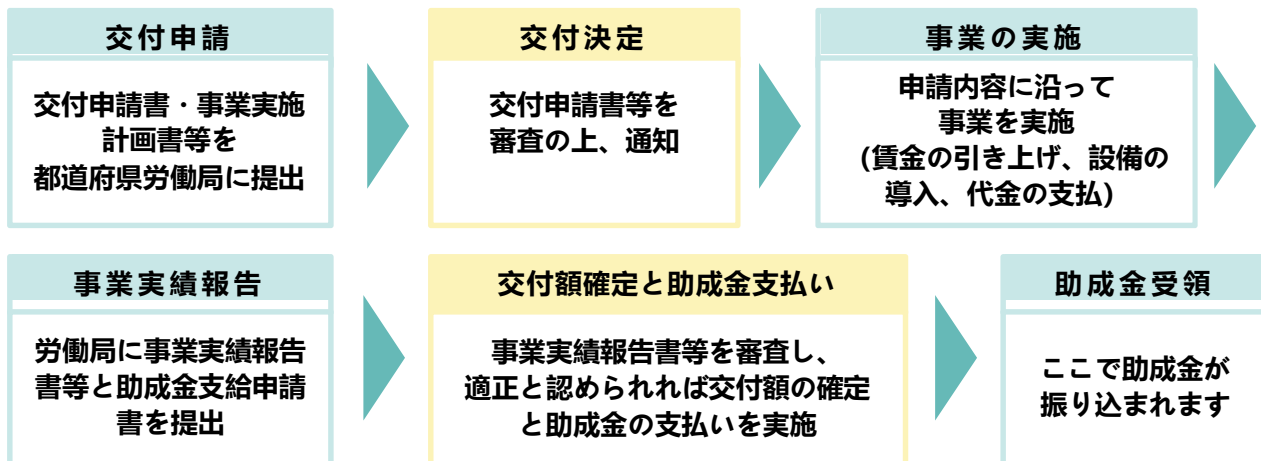 交付申請
交付申請書・事業実施
計画書等を
都道府県労働局に提出
交付決定
交付申請書等を
審査の上、通知
事業の実施
申請内容に沿って
事業を実施
(賃金の引き上げ、設備の
導入、代金の支払)
事業実績報告
労働局に事業実績報告
書等と助成金支給申請
書を提出
交付額確定と助成金支払い
事業実績報告書等を審査し、
適正と認められれば交付額の確定
と助成金の支払いを実施
助成金受領
ここで助成金が
振り込まれます